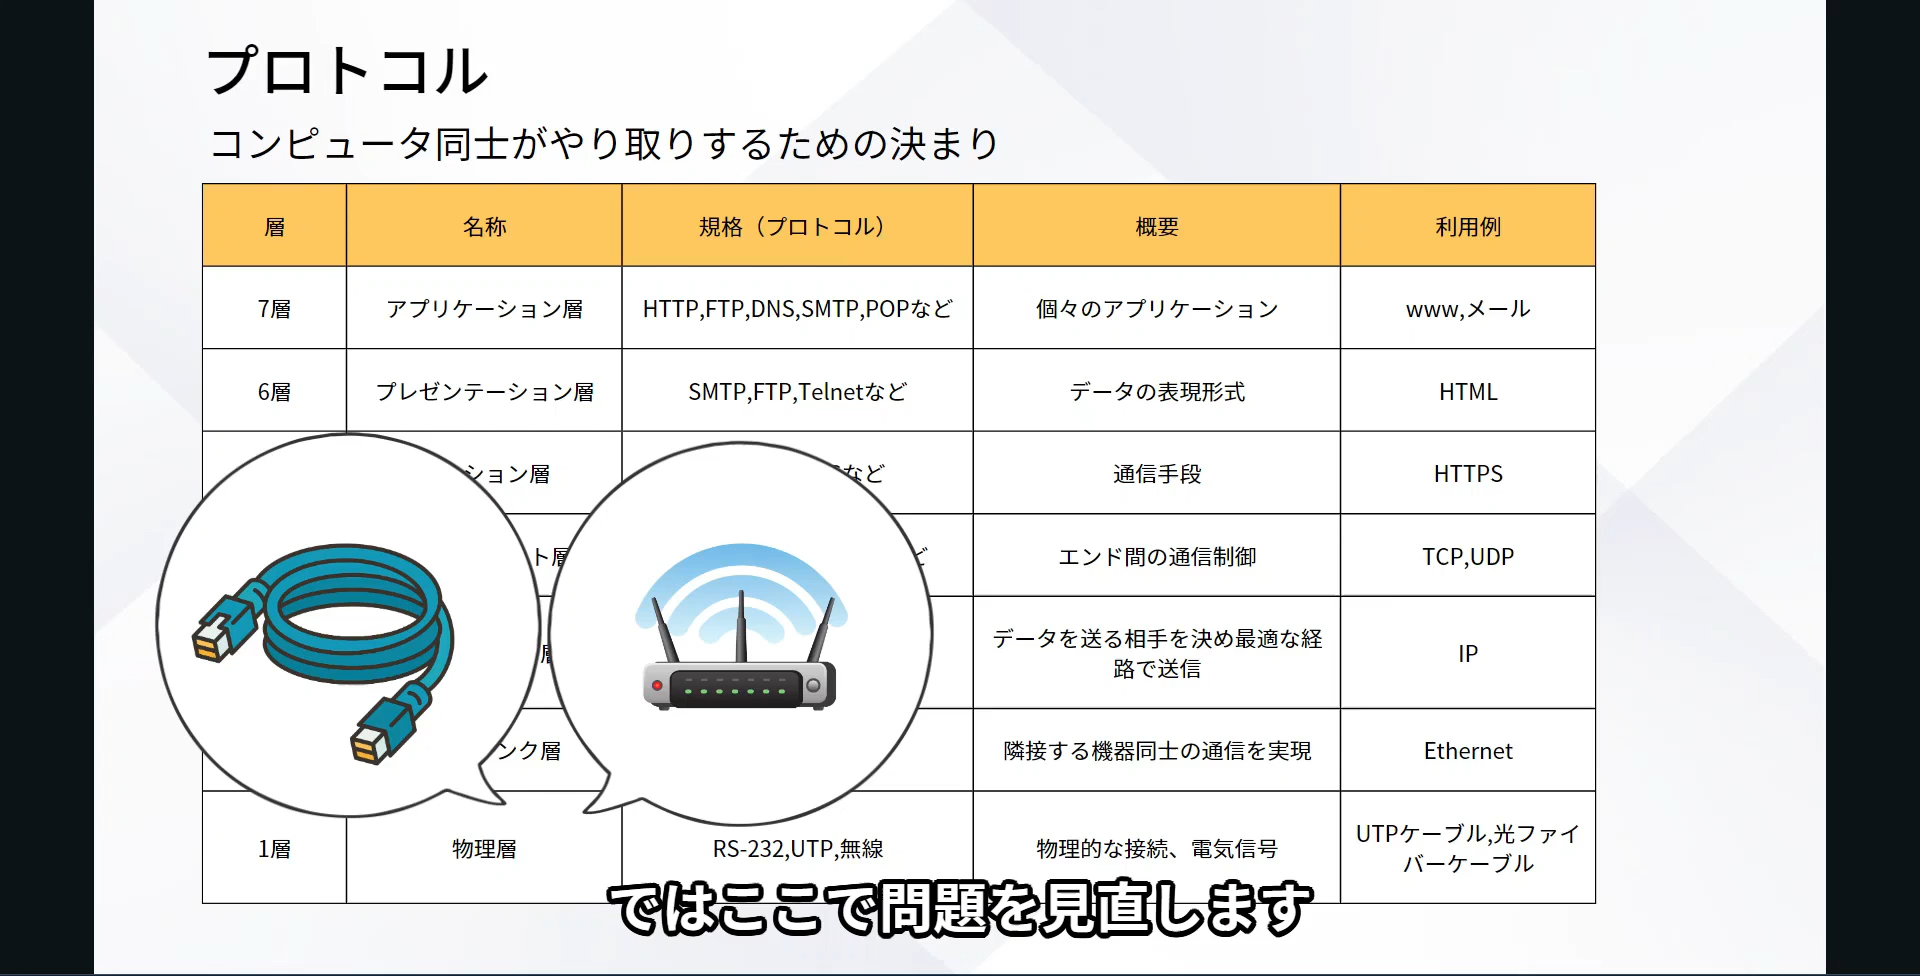 プロトコル
コンピュータ同士がやり取りするための決まり
層 名称 規格（プロトコル） 概要 利用例
7層 アプリケーション層 HTTP,FTP,DNS,SMTP,POPなど 個々のアプリケーション www,メール
6層 プレゼンテーション層 SMTP,FTP,Telnetなど データの表現形式 HTML
ション層 など 通信手段 HTTPS
ト層 エンド間の通信制御 TCP,UDP
データを送る相手を決め最適な経
路で送信
層 IP
ンク層 隣接する機器同士の通信を実現 Ethernet
1層 物理層 RS-232,UTP,無線 物理的な接続、電気信号 UTPケーブル,光ファイ
バーケーブル
ではここで問題を見直します